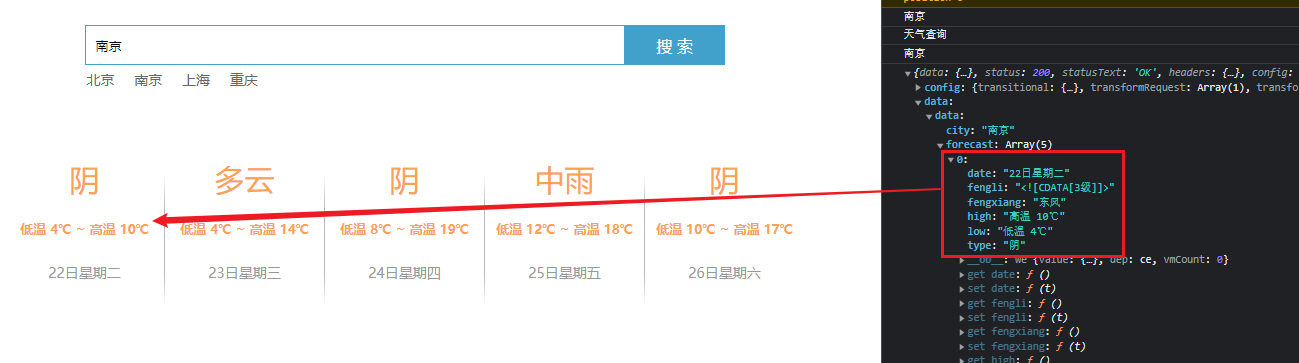 南京
搜索
北京 南京 上海 重庆
阴 多云 阴 中雨 阴
低温 4℃ ~ 高温 10℃ 低温 4℃ ~ 高温 14℃ 低温 8℃ ~ 高温 19℃ 低温 12℃ ~ 高温 18℃ 低温 10℃ ~ 高温 17℃
22日星期二 23日星期三 24日星期四 25日星期五 26日星期六
南京
天气查询
南京
{data: {…}, status: 200, statusText: 'OK', headers: {…}, config:
config: {transitional: {…}, transformRequest: Array(1), transfo
data:
data:
city: "南京"
forecast: Array(5)
0:
date: "22日星期二"
fengli: "<![CDATA[3级]]>"
fengxiang: "东风"
high: "高温 10℃"
low: "低温 4℃"
type: "阴"
__ob__: We {value: {…}, dep: ce, vmCount: 0}
get date: ƒ ()
set date: ƒ (t)
get fengli: ƒ ()
set fengli: ƒ (t)
get fengxiang: ƒ ()
set fengxiang: ƒ (t)
get high: ƒ ()